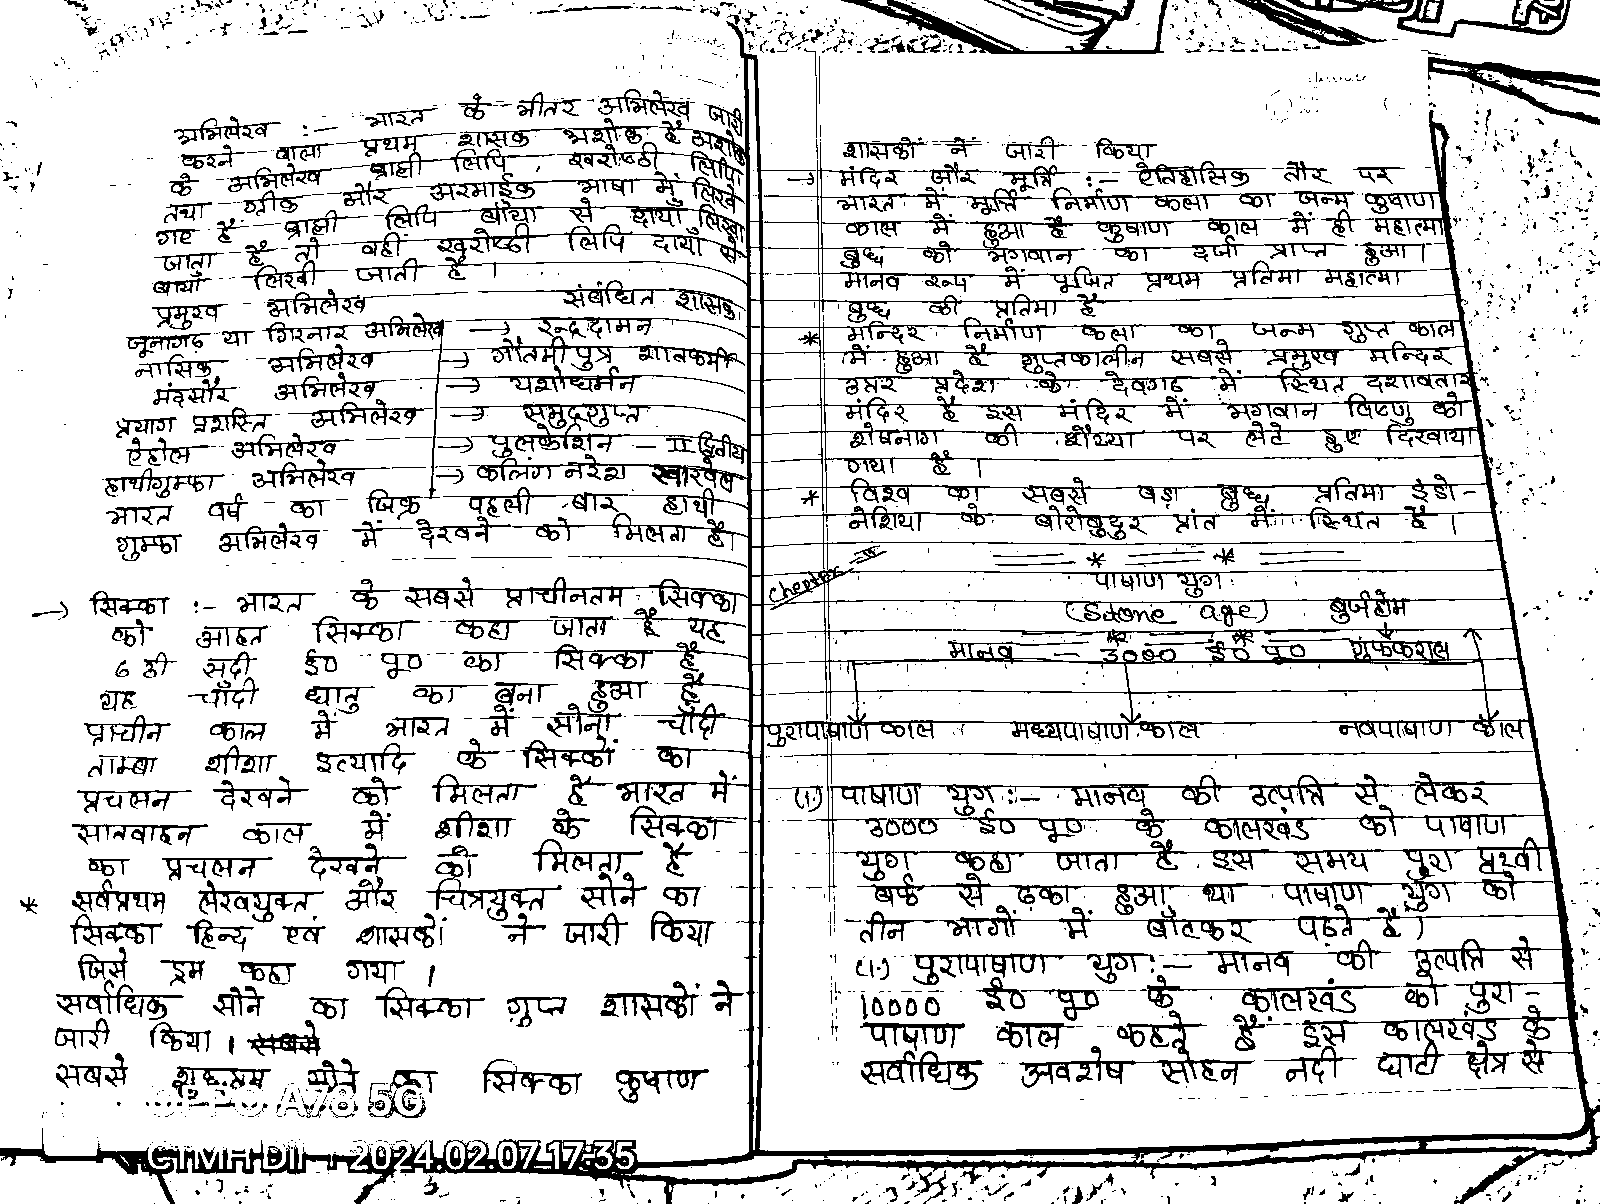 अभिलेख :- भारत के भीतर अभिलेख जारी
करने वाला प्रथम शासक अशोक है अशोक
के अभिलेख ब्राह्मी लिपि, खरोष्ठी लिपि
तथा ग्रीक और अरमाईक भाषा में लिखे
गए है ब्राह्मी लिपि बांया से दायाँ लिखा
जाता है तो वहीं खरोष्ठी लिपि दायाँ से
बायाँ लिखी जाती है ।
प्रमुख अभिलेख संबंधित शासक
जूनागढ़ या गिरनार अभिलेख → रुद्रदामन
नासिक अभिलेख → गौतमी पुत्र शातकर्मी
मंदसौर अभिलेख → यशोधर्मन
प्रयाग प्रशस्ति अभिलेख → समुद्रगुप्त
ऐहोल अभिलेख → पुलकेशिन - II द्वितीय
हाथीगुम्फा अभिलेख → कलिंग नरेश खारवेल
भारत वर्ष का जिक्र पहली बार हाथी
गुम्फा अभिलेख में देखने को मिलता है।
→ सिक्का :- भारत के सबसे प्राचीनतम सिक्का
को आहत सिक्का कहा जाता है यह
6 ठी सदी ई० पू० का सिक्का है
यह चाँदी धातु का बना हुआ है
प्राचीन काल में भारत में सोना चाँदी
ताम्बा शीशा इत्यादि के सिक्कों का
प्रचलन देखने को मिलता है भारत में
सातवाहन काल में शीशा के सिक्का
का प्रचलन देखने को मिलता है
* सर्वप्रथम लेखयुक्त और चित्रयुक्त सोने का
सिक्का हिन्द एवं शासकों ने जारी किया
जिसे ड्रम कहा गया ।
सर्वाधिक सोने का सिक्का गुप्त शासकों ने
जारी किया । सबसे
सबसे शुद्धतम सोने का सिक्का कुषाण
OPPO A78 5G
2024.02.07 17:35
शासकों नें जारी किया
→ मंदिर और मूर्ति :- ऐतिहासिक तौर पर
भारत में मूर्ति निर्माण कला का जन्म कुषाण
काल में हुआ है कुषाण काल में ही महात्मा
बुद्ध को भगवान का दर्जा प्राप्त हुआ।
मानव रूप में पूजित प्रथम प्रतिमा महात्मा
बुद्ध की प्रतिमा है
* मन्दिर निर्माण कला का जन्म गुप्त काल
में हुआ है गुप्तकालीन सबसे प्रमुख मन्दिर
उत्तर प्रदेश के देवगढ़ में स्थित दशावतार
मंदिर है इस मंदिर में भगवान विष्णु को
शेषनाग की शैय्या पर लेटे हुए दिखाया
गया है ।
* विश्व का सबसे बड़ा बुद्ध प्रतिमा इंडो-
नेशिया के बोरोबुदुर प्रांत में स्थित है ।
Chapter -
पाषाण युग
(Stone age) बुर्जहोम
मानव - 3000 ई० पू० गुफकराल
पुरापाषाण काल मध्यपाषाण काल नवपाषाण काल
(1) पाषाण युग :- मानव की उत्पत्ति से लेकर
3000 ई० पू० के कालखंड को पाषाण
युग कहा जाता है इस समय पुरा पृथ्वी
बर्फ से ढ़का हुआ था पाषाण युग को
तीन भागों में बाँटकर पढ़ते है।
(1.) पुरापाषाण युग :- मानव की उत्पत्ति से
10000 ई० पू० के कालखंड को पुरा-
पाषाण काल कहते हैं इस कालखंड के
सर्वाधिक अवशेष सोहन नदी घाटी क्षेत्र से